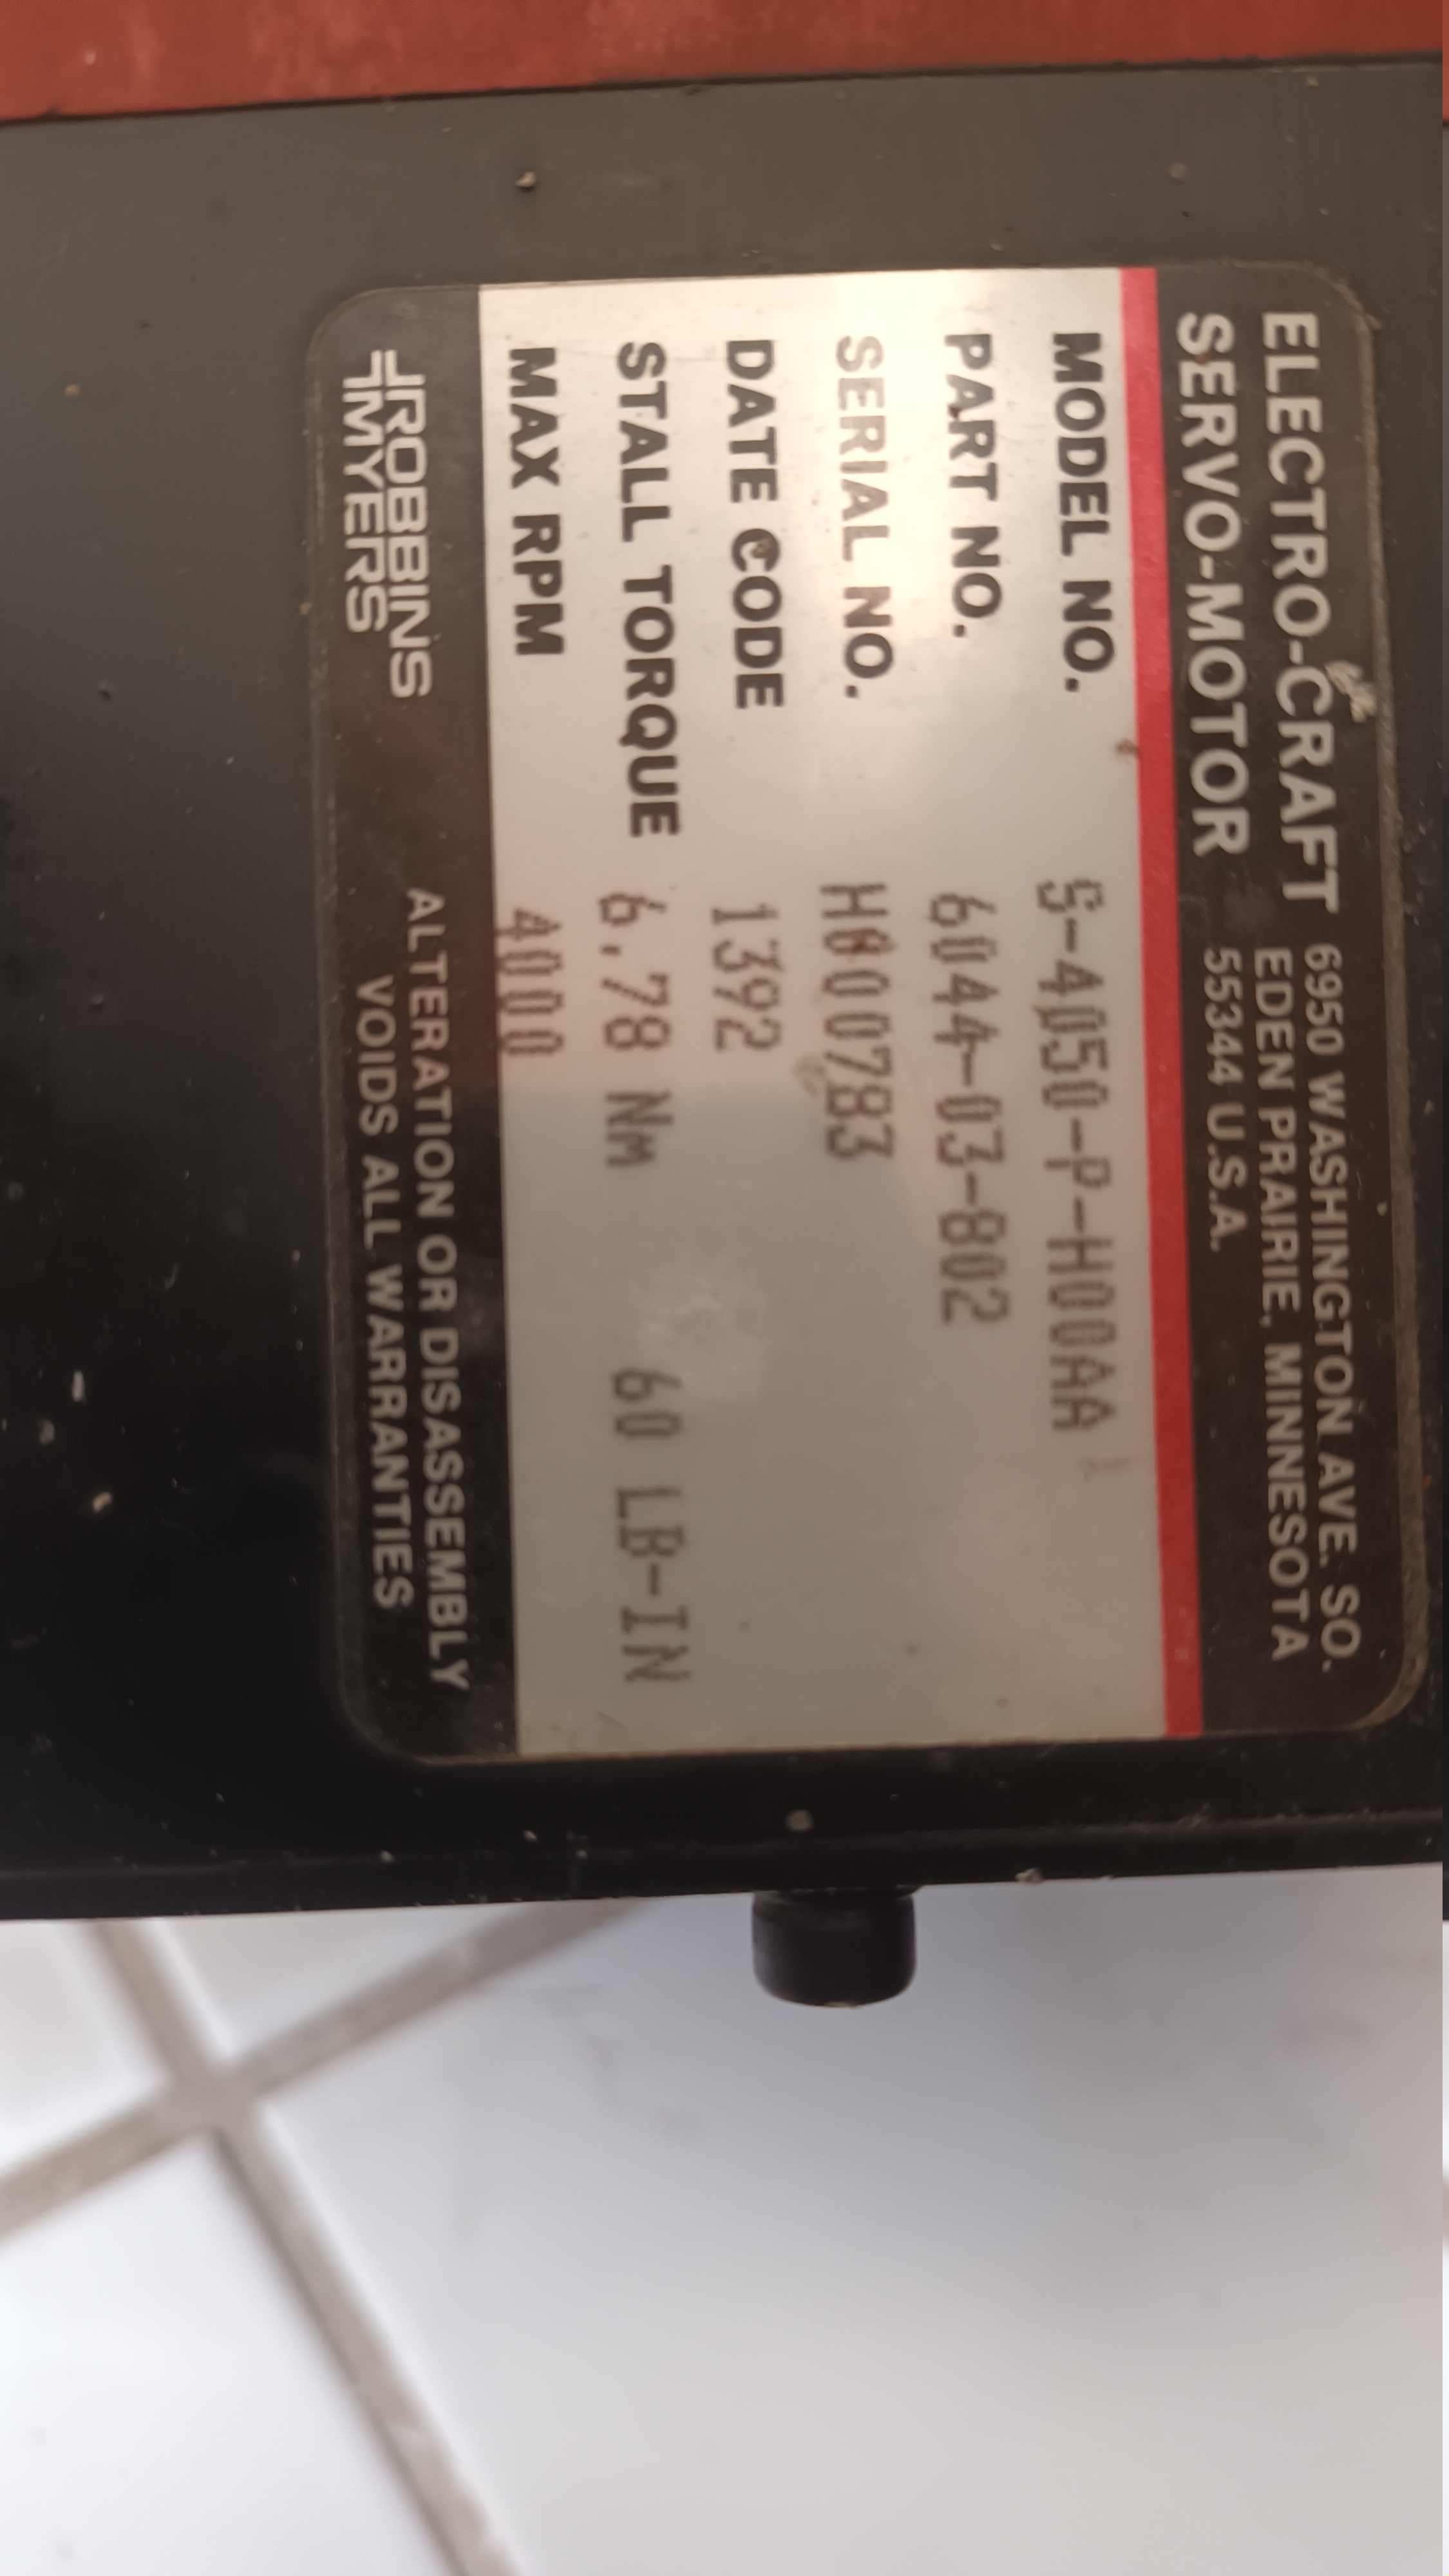 ELECTRO-CRAFT
SERVO-MOTOR
6950 WASHINGTON AVE. SO.
EDEN PRAIRIE, MINNESOTA
55344 U.S.A.
MODEL NO. S-4050-P-H00AA
PART NO. 6044-03-802
SERIAL NO. H000783
DATE CODE 1392
STALL TORQUE 6.78 Nm 60 LB-IN
MAX RPM 4000
ROBBINS
MYERS
ALTERATION OR DISASSEMBLY
VOIDS ALL WARRANTIES